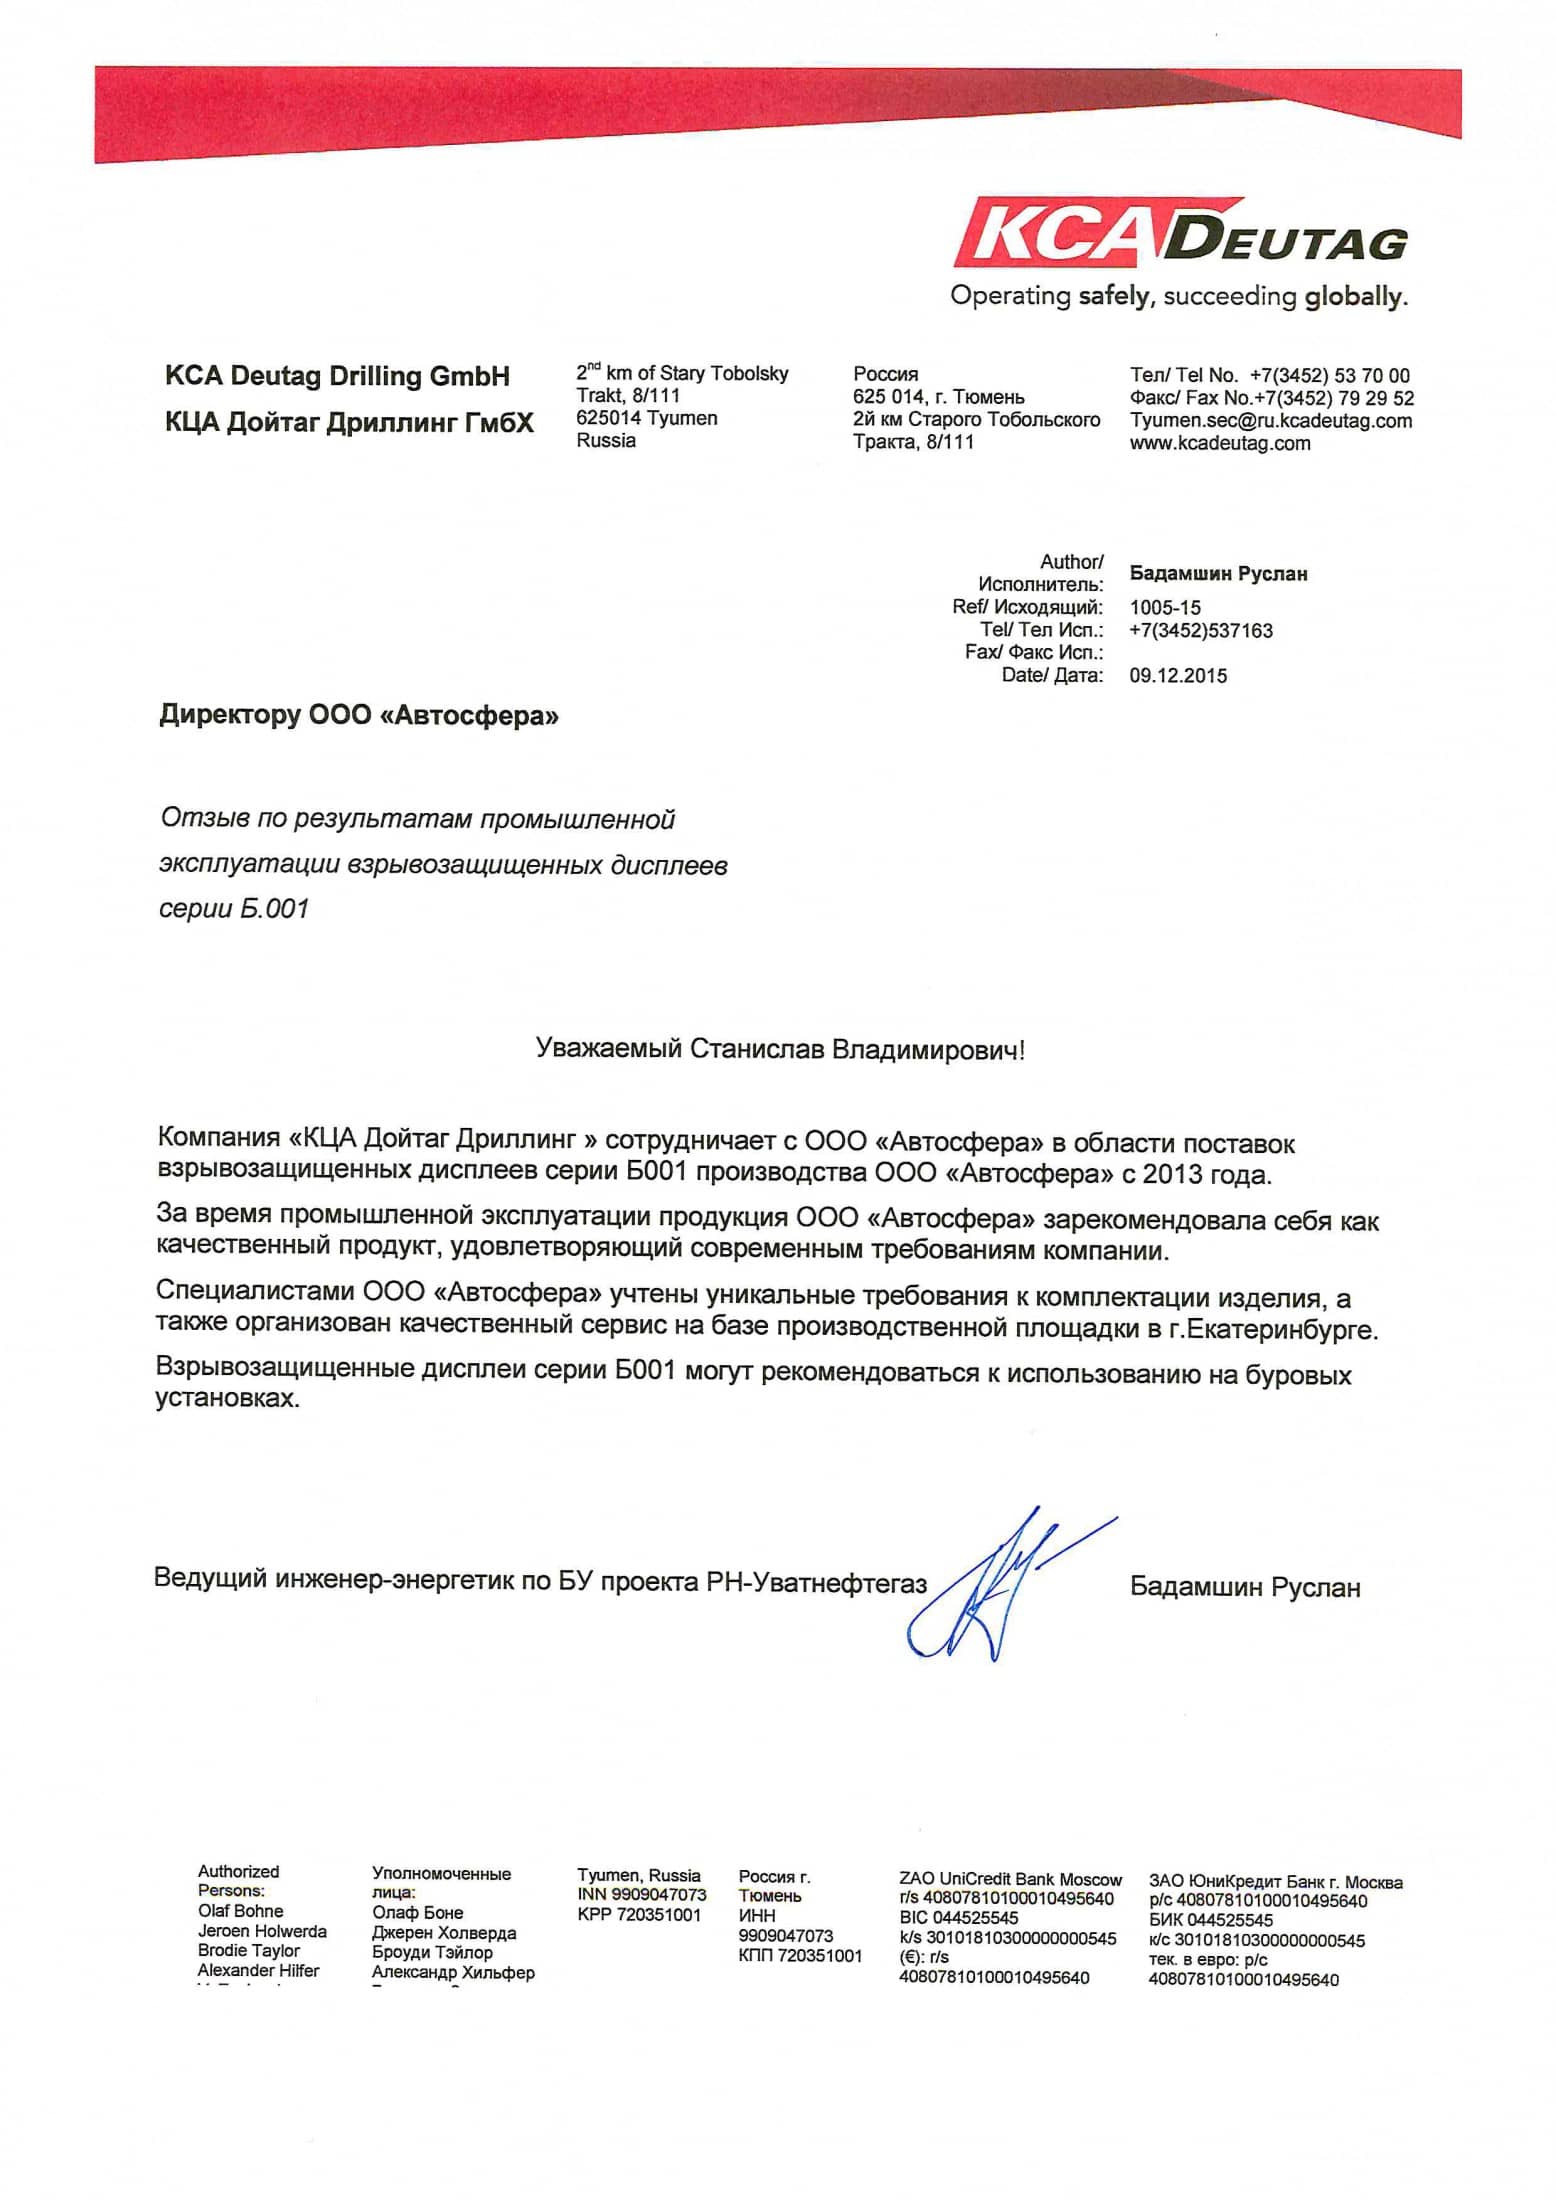 KCA DEUTAG
Operating safely, succeeding globally.
KCA Deutag Drilling GmbH
КЦА Дойтаг Дриллинг ГмбХ
2nd km of Stary Tobolsky
Trakt, 8/111
625014 Tyumen
Russia
Россия
625 014, г. Тюмень
2й км Старого Тобольского
Тракта, 8/111
Тел/ Tel No. +7(3452) 53 70 00
Факс/ Fax No.+7(3452) 79 29 52
Tyumen.sec@ru.kcadeutag.com
www.kcadeutag.com
Author/
Исполнитель: Бадамшин Руслан
Ref/ Исходящий: 1005-15
Tel/ Тел Исп.: +7(3452)537163
Fax/ Факс Исп.:
Date/ Дата: 09.12.2015
Директору ООО «Автосфера»
Отзыв по результатам промышленной
эксплуатации взрывозащищенных дисплеев
серии Б.001
Уважаемый Станислав Владимирович!
Компания «КЦА Дойтаг Дриллинг » сотрудничает с ООО «Автосфера» в области поставок
взрывозащищенных дисплеев серии Б001 производства ООО «Автосфера» с 2013 года.
За время промышленной эксплуатации продукция ООО «Автосфера» зарекомендовала себя как
качественный продукт, удовлетворяющий современным требованиям компании.
Специалистами ООО «Автосфера» учтены уникальные требования к комплектации изделия, а
также организован качественный сервис на базе производственной площадки в г.Екатеринбурге.
Взрывозащищенные дисплеи серии Б001 могут рекомендоваться к использованию на буровых
установках.
Ведущий инженер-энергетик по БУ проекта РН-Уватнефтегаз Бадамшин Руслан
Authorized
Persons:
Olaf Bohne
Jeroen Holwerda
Brodie Taylor
Alexander Hilfer
Уполномоченные
лица:
Олаф Боне
Джерен Холверда
Броуди Тэйлор
Александр Хильфер
Tyumen, Russia
INN 9909047073
KPP 720351001
Россия г.
Тюмень
ИНН
9909047073
КПП 720351001
ZAO UniCredit Bank Moscow
r/s 40807810100010495640
BIC 044525545
k/s 30101810300000000545
(€): r/s
40807810100010495640
ЗАО ЮниКредит Банк г. Москва
р/с 40807810100010495640
БИК 044525545
к/с 30101810300000000545
тек. в евро: р/с
40807810100010495640